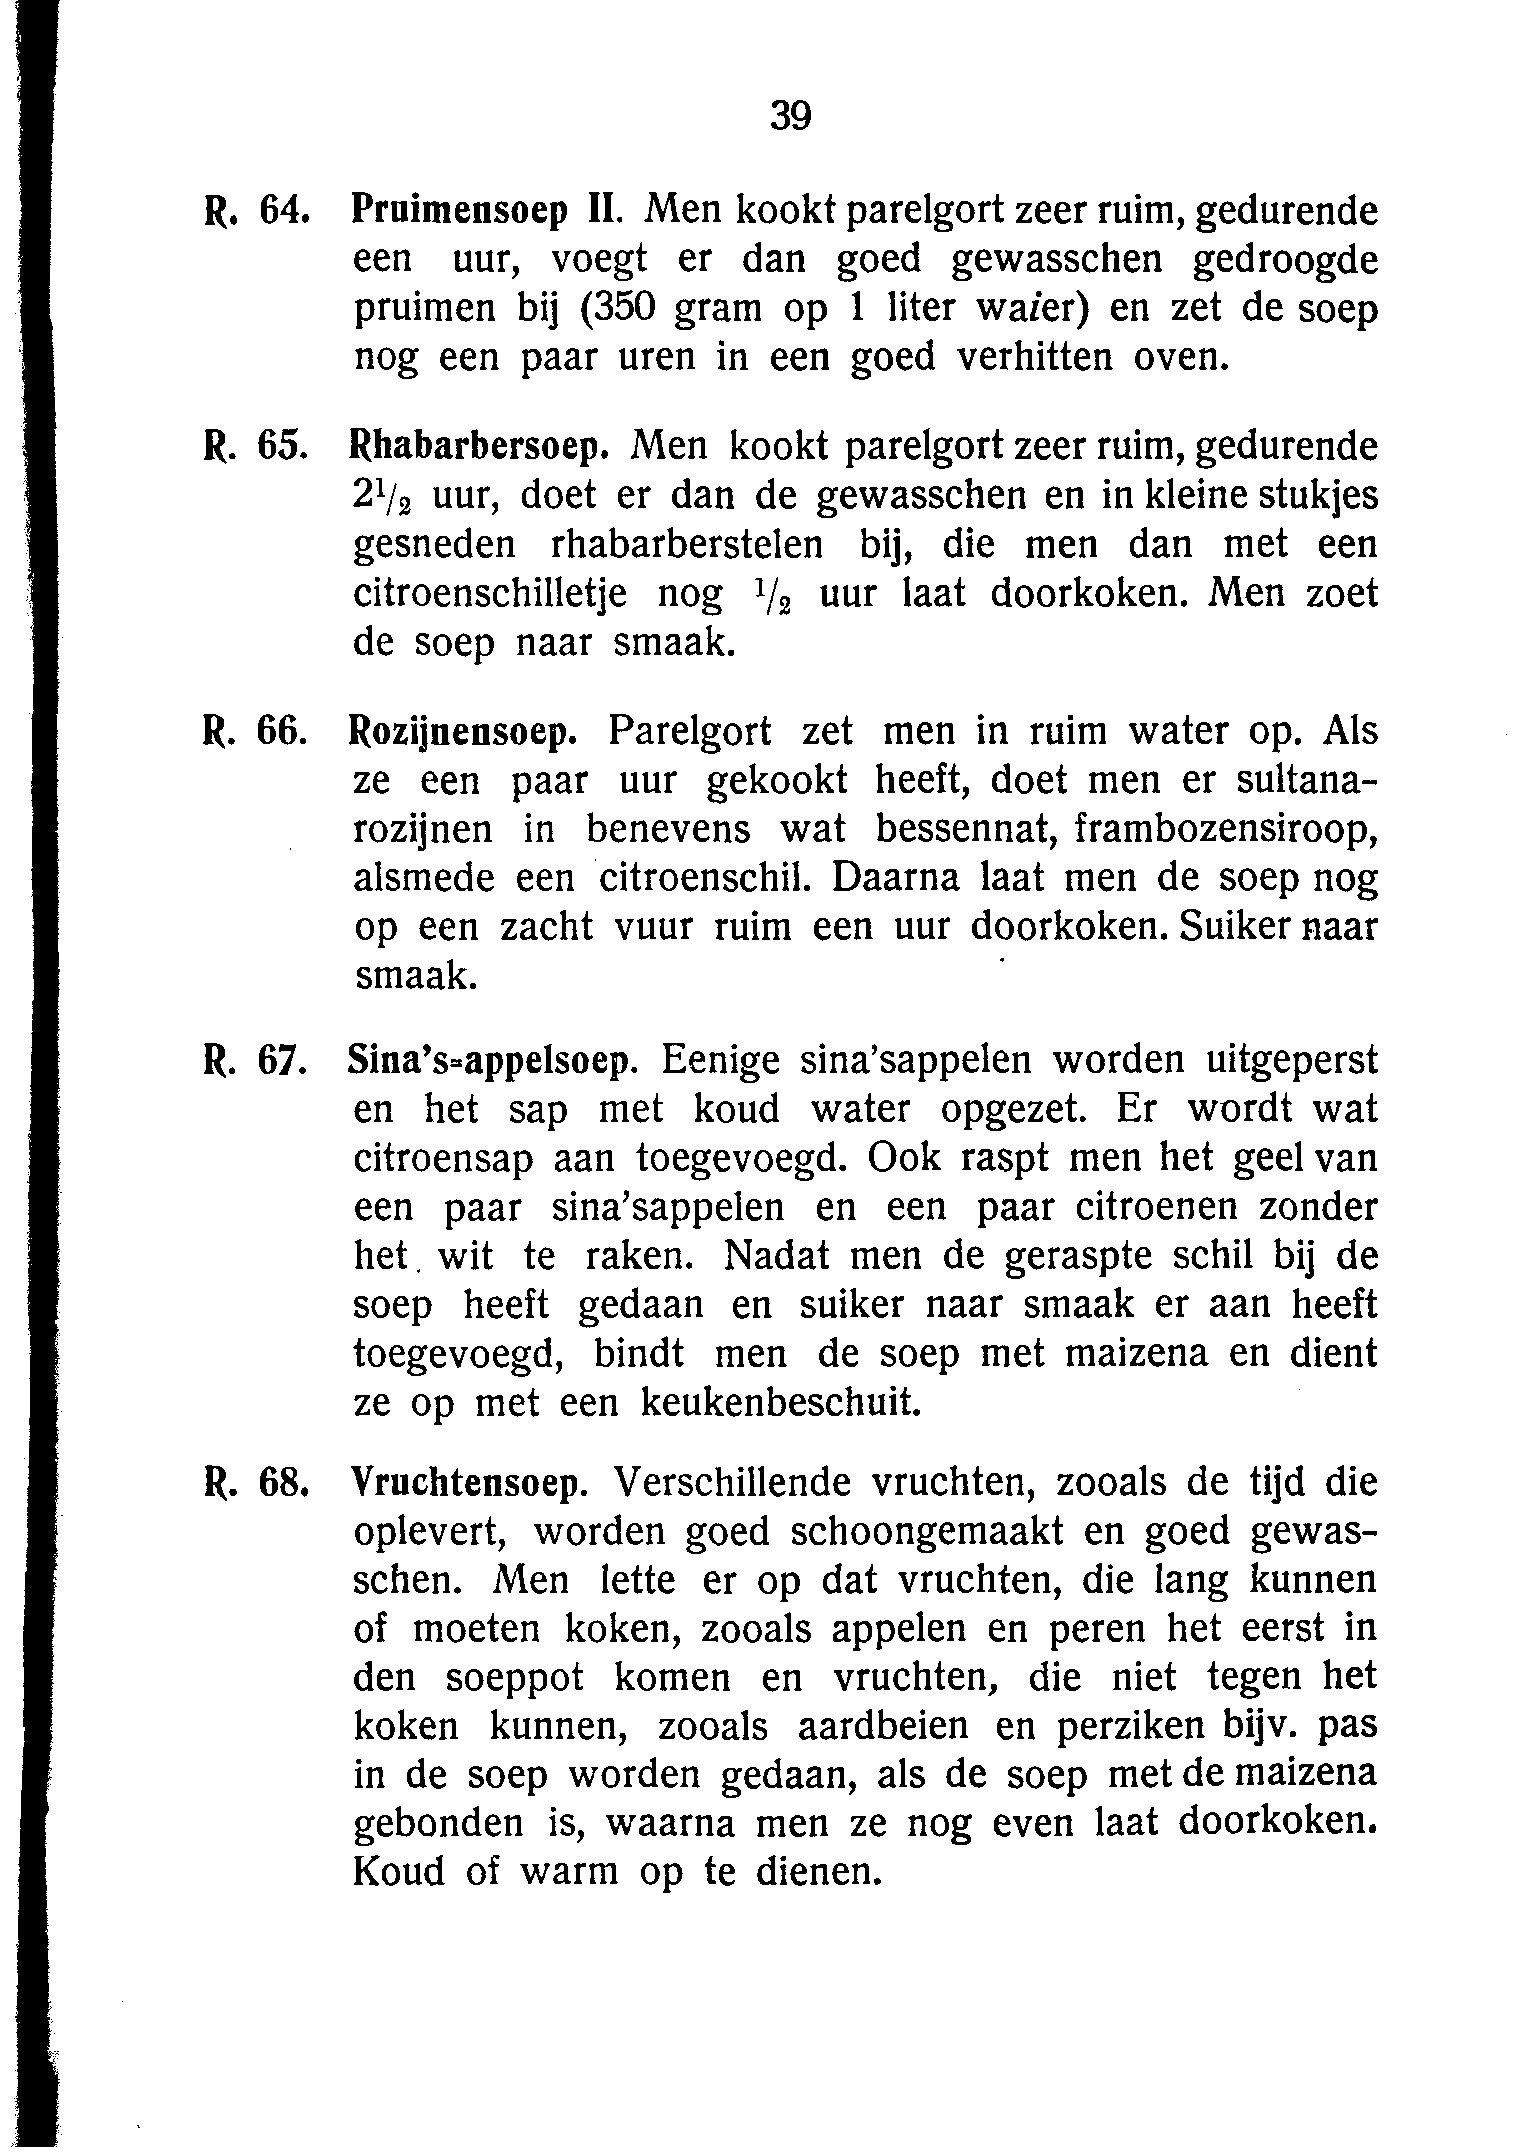 39
R. 64. Pruimensoep II. Men kookt parelgort zeer ruim, gedurende
een uur, voegt er dan goed gewasschen gedroogde
pruimen bij (350 gram op 1 liter waier) en zet de soep
nog een paar uren in een goed verhitten oven.
R. 65. Rhabarbersoep. Men kookt parelgort zeer ruim, gedurende
2½ uur, doet er dan de gewasschen en in kleine stukjes
gesneden rhabarberstelen bij, die men dan met een
citroenschilletje nog ½ uur laat doorkoken. Men zoet
de soep naar smaak.
R. 66. Rozijnensoep. Parelgort zet men in ruim water op. Als
ze een paar uur gekookt heeft, doet men er sultana-
rozijnen in benevens wat bessennat, frambozensiroop,
alsmede een citroenschil. Daarna laat men de soep nog
op een zacht vuur ruim een uur doorkoken. Suiker naar
smaak.
R. 67. Sina's=appelsoep. Eenige sina'sappelen worden uitgeperst
en het sap met koud water opgezet. Er wordt wat
citroensap aan toegevoegd. Ook raspt men het geel van
een paar sina'sappelen en een paar citroenen zonder
het wit te raken. Nadat men de geraspte schil bij de
soep heeft gedaan en suiker naar smaak er aan heeft
toegevoegd, bindt men de soep met maizena en dient
ze op met een keukenbeschuit.
R. 68. Vruchtensoep. Verschillende vruchten, zooals de tijd die
oplevert, worden goed schoongemaakt en goed gewas-
schen. Men lette er op dat vruchten, die lang kunnen
of moeten koken, zooals appelen en peren het eerst in
den soeppot komen en vruchten, die niet tegen het
koken kunnen, zooals aardbeien en perziken bijv. pas
in de soep worden gedaan, als de soep met de maizena
gebonden is, waarna men ze nog even laat doorkoken.
Koud of warm op te dienen.